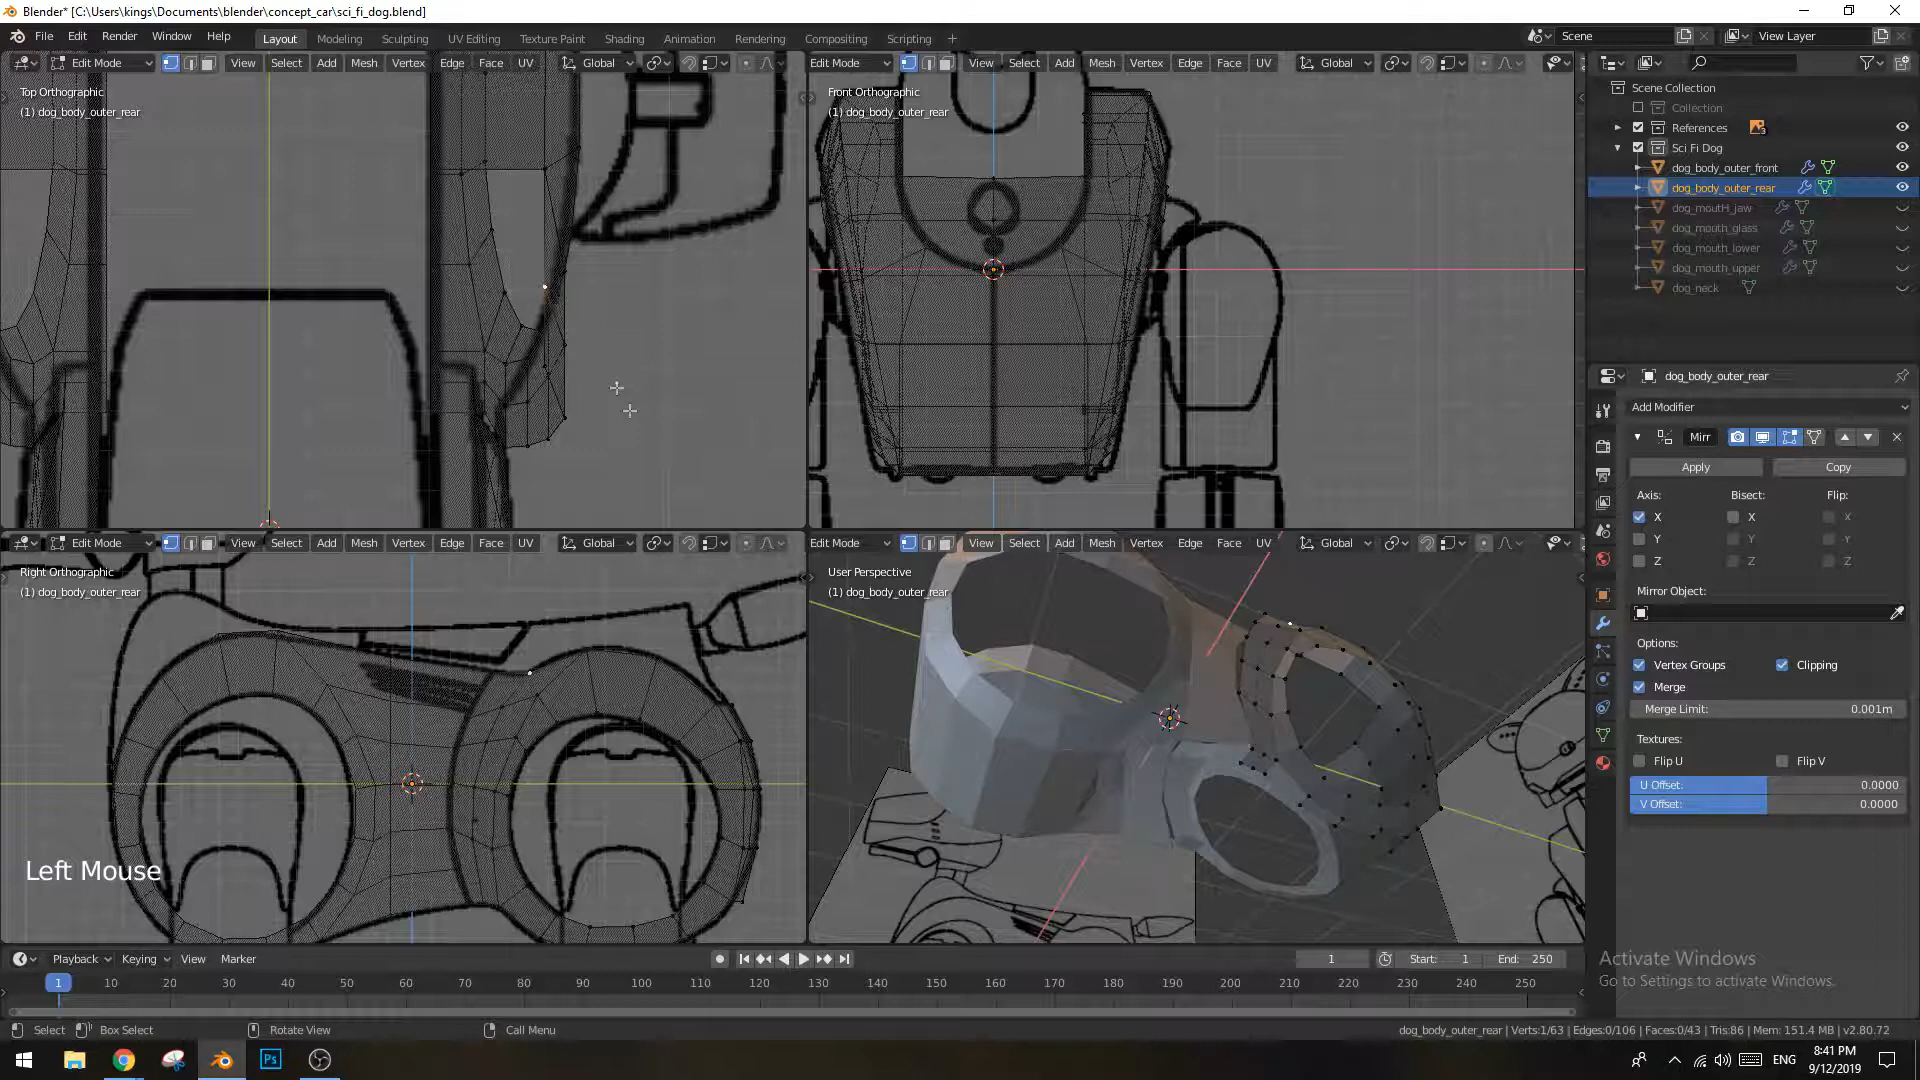 Blender* [C:\Users\kings\Documents\blender\concept_car\sci_fi_dog.blend]
File Edit Render Window Help
Layout Modeling Sculpting UV Editing Texture Paint Shading Animation Rendering Compositing Scripting
Scene
View Layer
Edit Mode View Select Add Mesh Vertex Edge Face UV Global
Top Orthographic
(1) dog_body_outer_rear
Edit Mode View Select Add Mesh Vertex Edge Face UV Global
Front Orthographic
(1) dog_body_outer_rear
Edit Mode View Select Add Mesh Vertex Edge Face UV Global
Right Orthographic
(1) dog_body_outer_rear
Left Mouse
Edit Mode View Select Add Mesh Vertex Edge Face UV Global
User Perspective
(1) dog_body_outer_rear
Scene Collection
Collection
References
3
Sci Fi Dog
dog_body_outer_front
dog_body_outer_rear
dog_moutH_jaw
dog_mouth_glass
dog_mouth_lower
dog_mouth_upper
dog_neck
dog_body_outer_rear
Add Modifier
Mirr
Apply Copy
Axis: Bisect: Flip:
X X X
Y Y Y
Z Z Z
Mirror Object:
Options:
Vertex Groups Clipping
Merge
Merge Limit: 0.001m
Textures:
Flip U Flip V
U Offset: 0.0000
V Offset: 0.0000
Activate Windows
Go to Settings to activate Windows.
Playback Keying View Marker
1 Start: 1 End: 250
1 10 20 30 40 50 60 70 80 90 100 110 120 130 140 150 160 170 180 190 200 210 220 230 240 250
Select Box Select Rotate View Call Menu
dog_body_outer_rear | Verts:1/63 | Edges:0/106 | Faces:0/43 | Tris:86 | Mem: 151.4 MB | v2.80.72
Ps
ENG
8:41 PM
9/12/2019